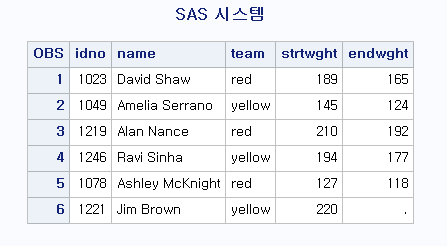 SAS 시스템
OBS idno name team strtwght endwght
1 1023 David Shaw red 189 165
2 1049 Amelia Serrano yellow 145 124
3 1219 Alan Nance red 210 192
4 1246 Ravi Sinha yellow 194 177
5 1078 Ashley McKnight red 127 118
6 1221 Jim Brown yellow 220 .